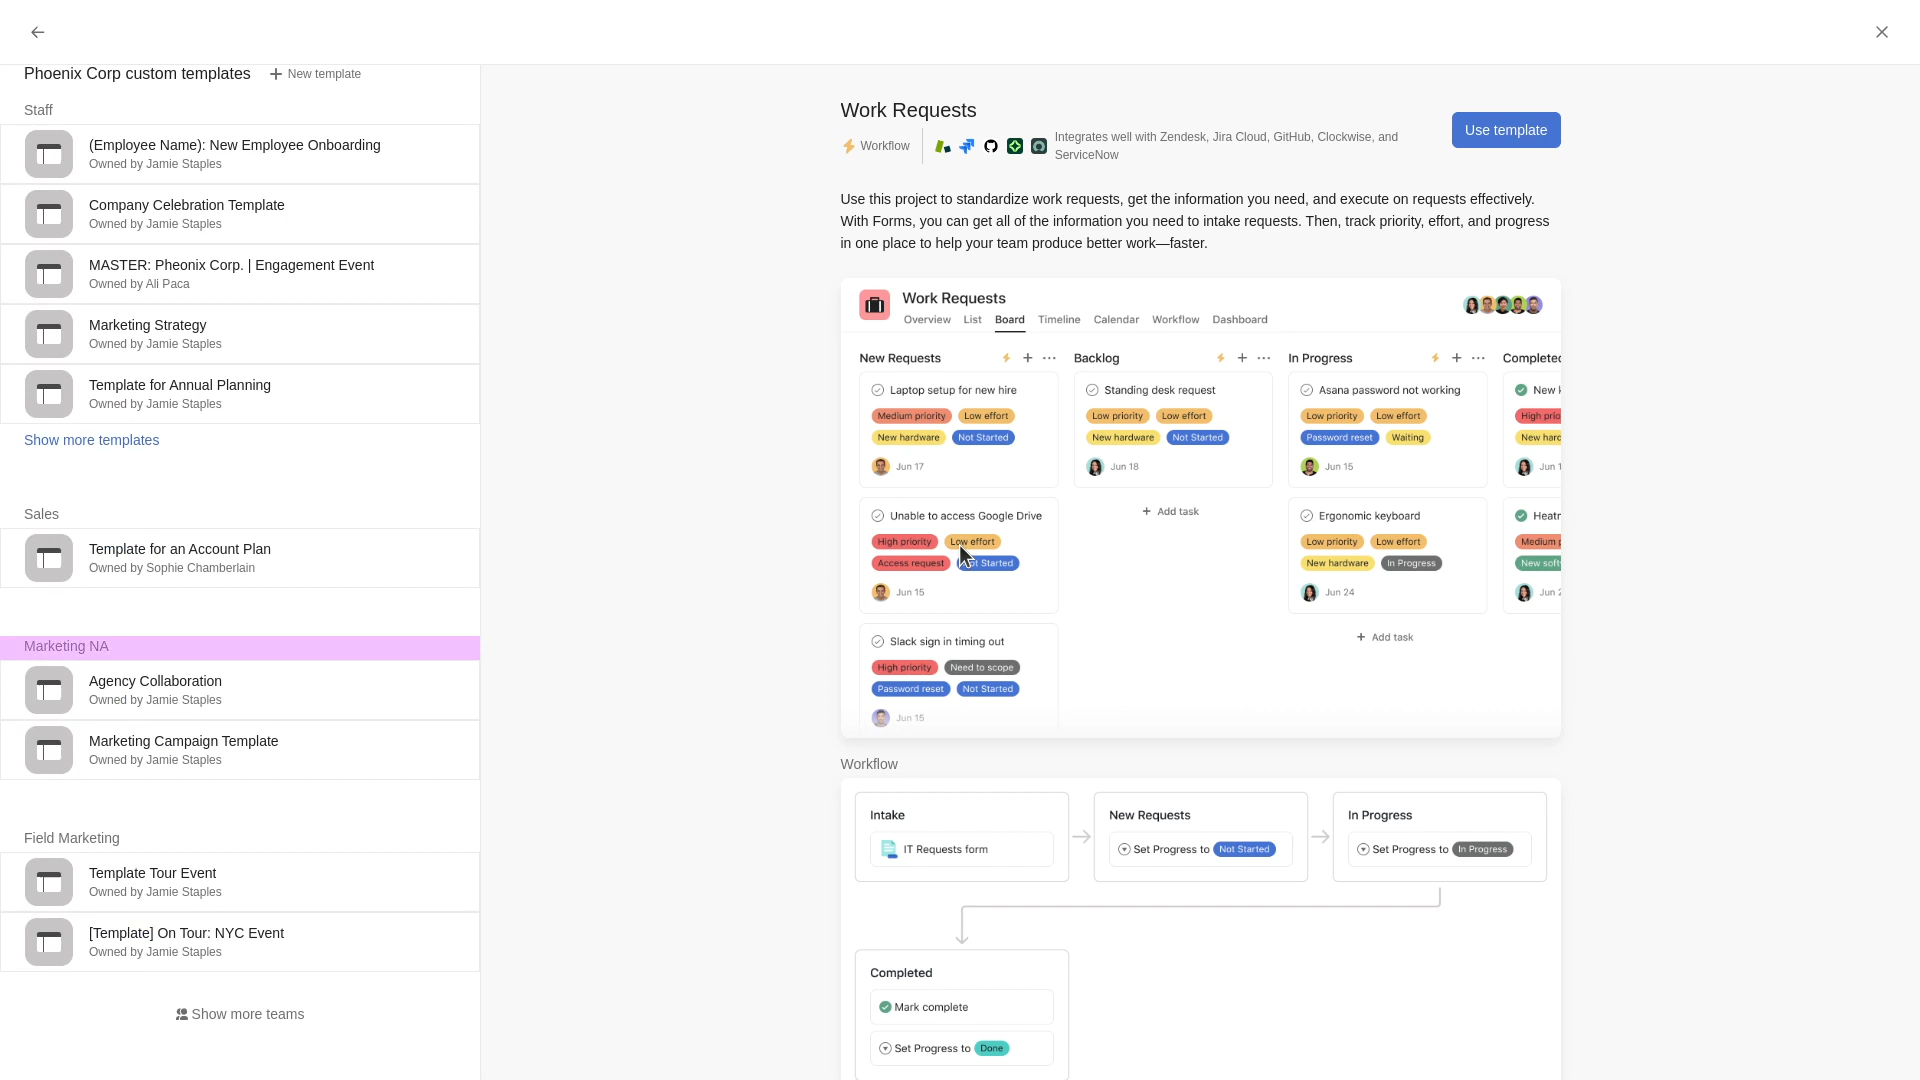 Phoenix Corp custom templates
New template
Staff
(Employee Name): New Employee Onboarding
Owned by Jamie Staples
Company Celebration Template
Owned by Jamie Staples
MASTER: Pheonix Corp. | Engagement Event
Owned by Ali Paca
Marketing Strategy
Owned by Jamie Staples
Template for Annual Planning
Owned by Jamie Staples
Show more templates
Sales
Template for an Account Plan
Owned by Sophie Chamberlain
Marketing NA
Agency Collaboration
Owned by Jamie Staples
Marketing Campaign Template
Owned by Jamie Staples
Field Marketing
Template Tour Event
Owned by Jamie Staples
[Template] On Tour: NYC Event
Owned by Jamie Staples
Show more teams
Work Requests
Workflow
Integrates well with Zendesk, Jira Cloud, GitHub, Clockwise, and
ServiceNow
Use template
Use this project to standardize work requests, get the information you need, and execute on requests effectively.
With Forms, you can get all of the information you need to intake requests. Then, track priority, effort, and progress
in one place to help your team produce better work—faster.
Work Requests
Overview List Board Timeline Calendar Workflow Dashboard
New Requests
Laptop setup for new hire
Medium priority Low effort
New hardware Not Started
Jun 17
Unable to access Google Drive
High priority Low effort
Access request Started
Jun 15
Slack sign in timing out
High priority Need to scope
Password reset Not Started
Jun 15
Backlog
Standing desk request
Low priority Low effort
New hardware Not Started
Jun 18
Add task
In Progress
Asana password not working
Low priority Low effort
Password reset Waiting
Jun 15
Ergonomic keyboard
Low priority Low effort
New hardware In Progress
Jun 24
Add task
Completed
New
High
New
Jun
Medium
New
Jun
Workflow
Intake
IT Requests form
New Requests
Set Progress to Not Started
In Progress
Set Progress to In Progress
Completed
Mark complete
Set Progress to Done